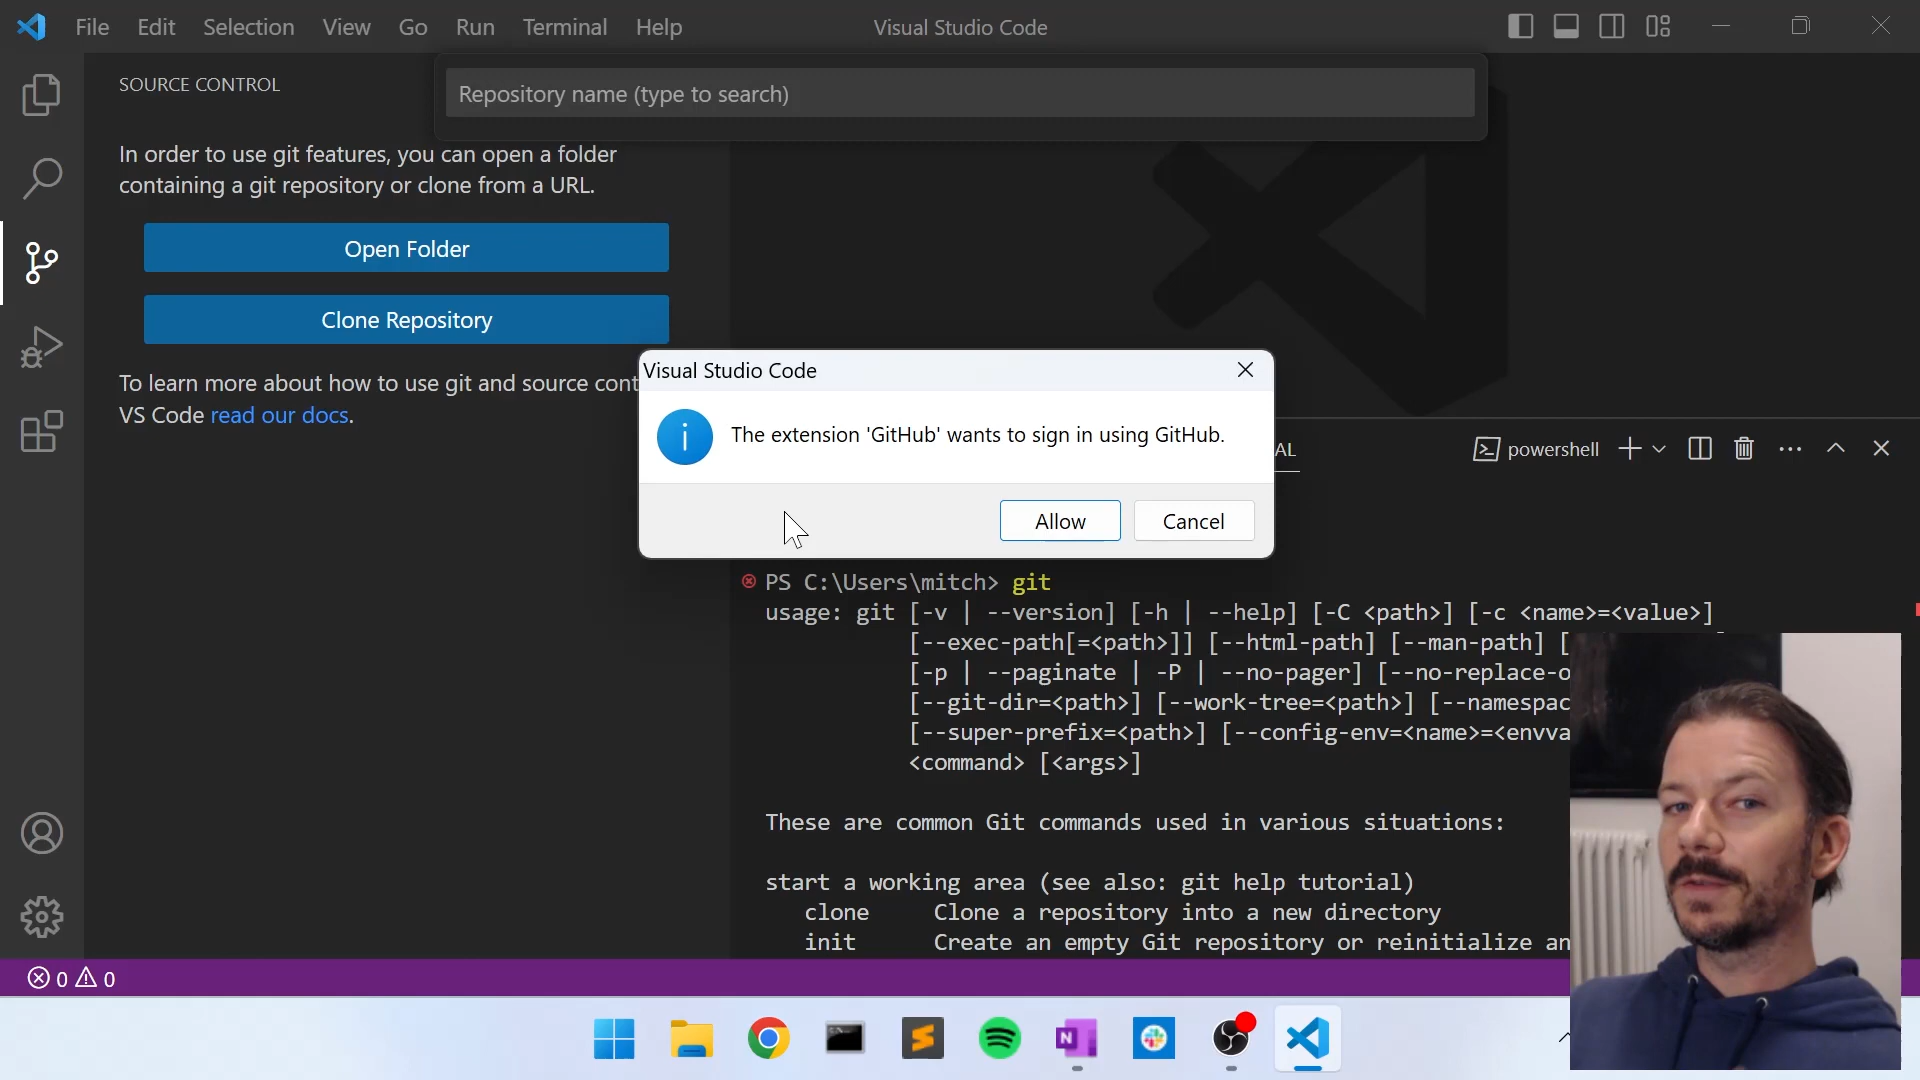 File Edit Selection View Go Run Terminal Help Visual Studio Code
SOURCE CONTROL
Repository name (type to search)
In order to use git features, you can open a folder
containing a git repository or clone from a URL.
Open Folder
Clone Repository
To learn more about how to use git and source cont
VS Code read our docs.
Visual Studio Code
The extension 'GitHub' wants to sign in using GitHub.
Allow Cancel
AL
powershell
PS C:\Users\mitch> git
usage: git [-v | --version] [-h | --help] [-C <path>] [-c <name>=<value>]
[--exec-path[=<path>]] [--html-path] [--man-path] [
[-p | --paginate | -P | --no-pager] [--no-replace-o
[--git-dir=<path>] [--work-tree=<path>] [--namespac
[--super-prefix=<path>] [--config-env=<name>=<envva
<command> [<args>]
These are common Git commands used in various situations:
start a working area (see also: git help tutorial)
clone Clone a repository into a new directory
init Create an empty Git repository or reinitialize an
0 0